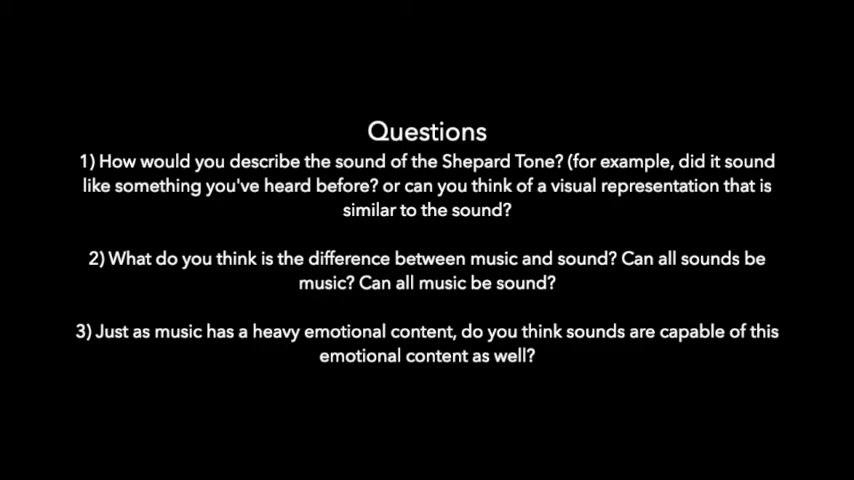 Questions
1) How would you describe the sound of the Shepard Tone? (for example, did it sound
like something you've heard before? or can you think of a visual representation that is
similar to the sound?
2) What do you think is the difference between music and sound? Can all sounds be
music? Can all music be sound?
3) Just as music has a heavy emotional content, do you think sounds are capable of this
emotional content as well?